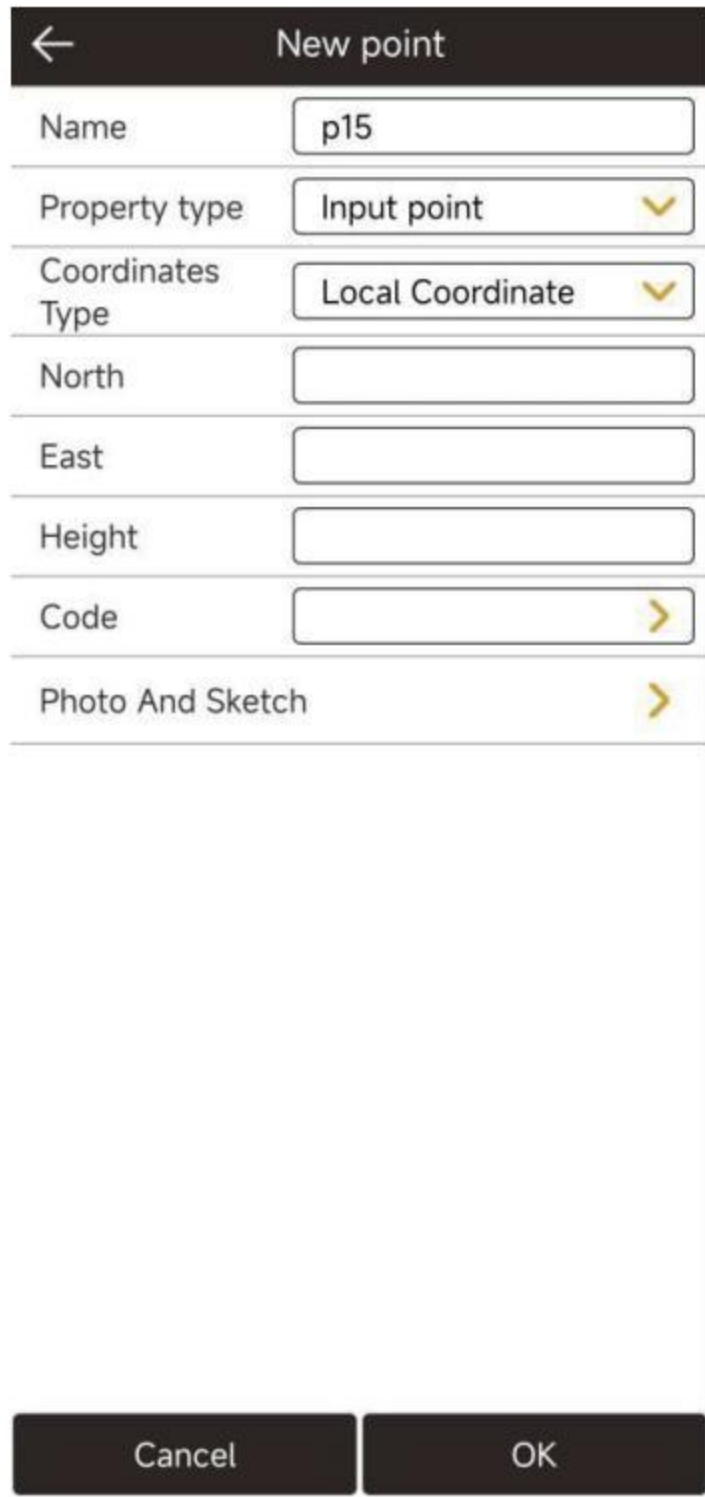 New point
Name
p15
Property type
Input point
Coordinates
Type
Local Coordinate
North
East
Height
Code
Photo And Sketch
Cancel
OK